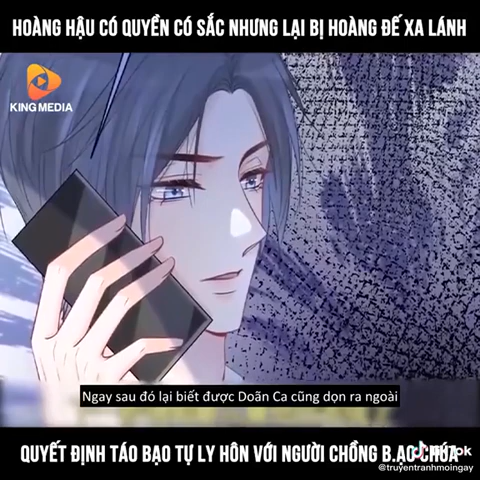 HOÀNG HẬU CÓ QUYỀN CÓ SẮC NHƯNG LẠI BỊ HOÀNG ĐẾ XA LÁNH
KING MEDIA
Ngay sau đó lại biết được Doãn Ca cũng dọn ra ngoài
QUYẾT ĐỊNH TÁO BẠO TỰ LY HÔN VỚI NGƯỜI CHỒNG B.ẠC CHÚA
@truyentranhmoingay